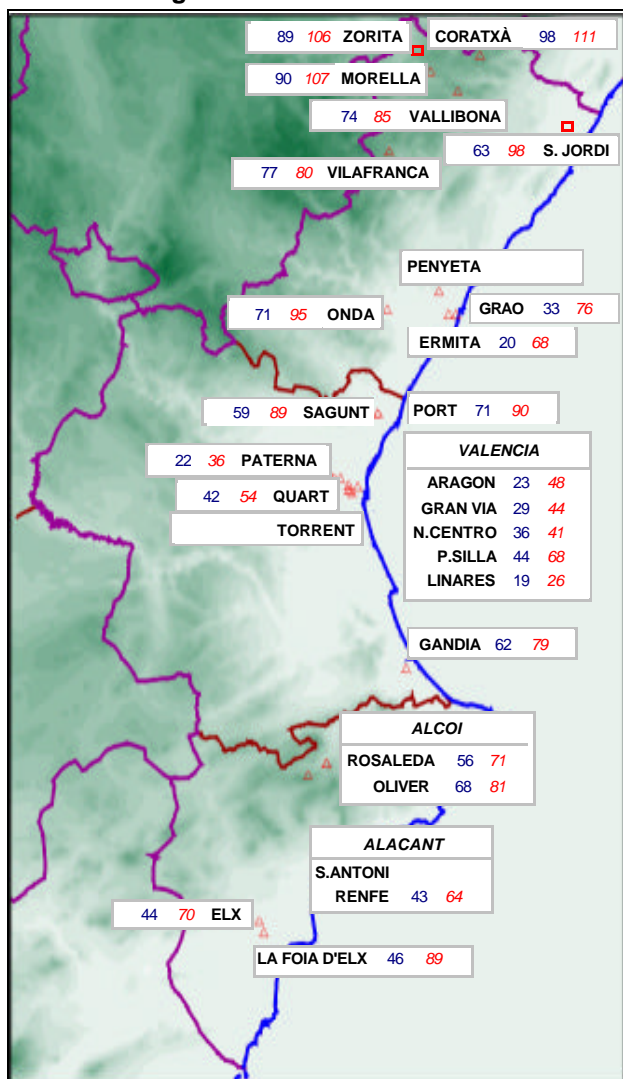 89 106 ZORITA
CORATXÀ 98 111
90 107 MORELLA
74 85 VALLIBONA
63 98 S. JORDI
77 80 VILAFRANCA
PENYETA
71 95 ONDA
GRAO 33 76
ERMITA 20 68
59 89 SAGUNT
PORT 71 90
VALENCIA
22 36 PATERNA
ARAGON 23 48
42 54 QUART
GRAN VIA 29 44
TORRENT
N.CENTRO 36 41
P.SILLA 44 68
LINARES 19 26
GANDIA 62 79
ALCOI
ROSALEDA 56 71
OLIVER 68 81
ALACANT
S.ANTONI
RENFE 43 64
44 70 ELX
LA FOIA D'ELX 46 89